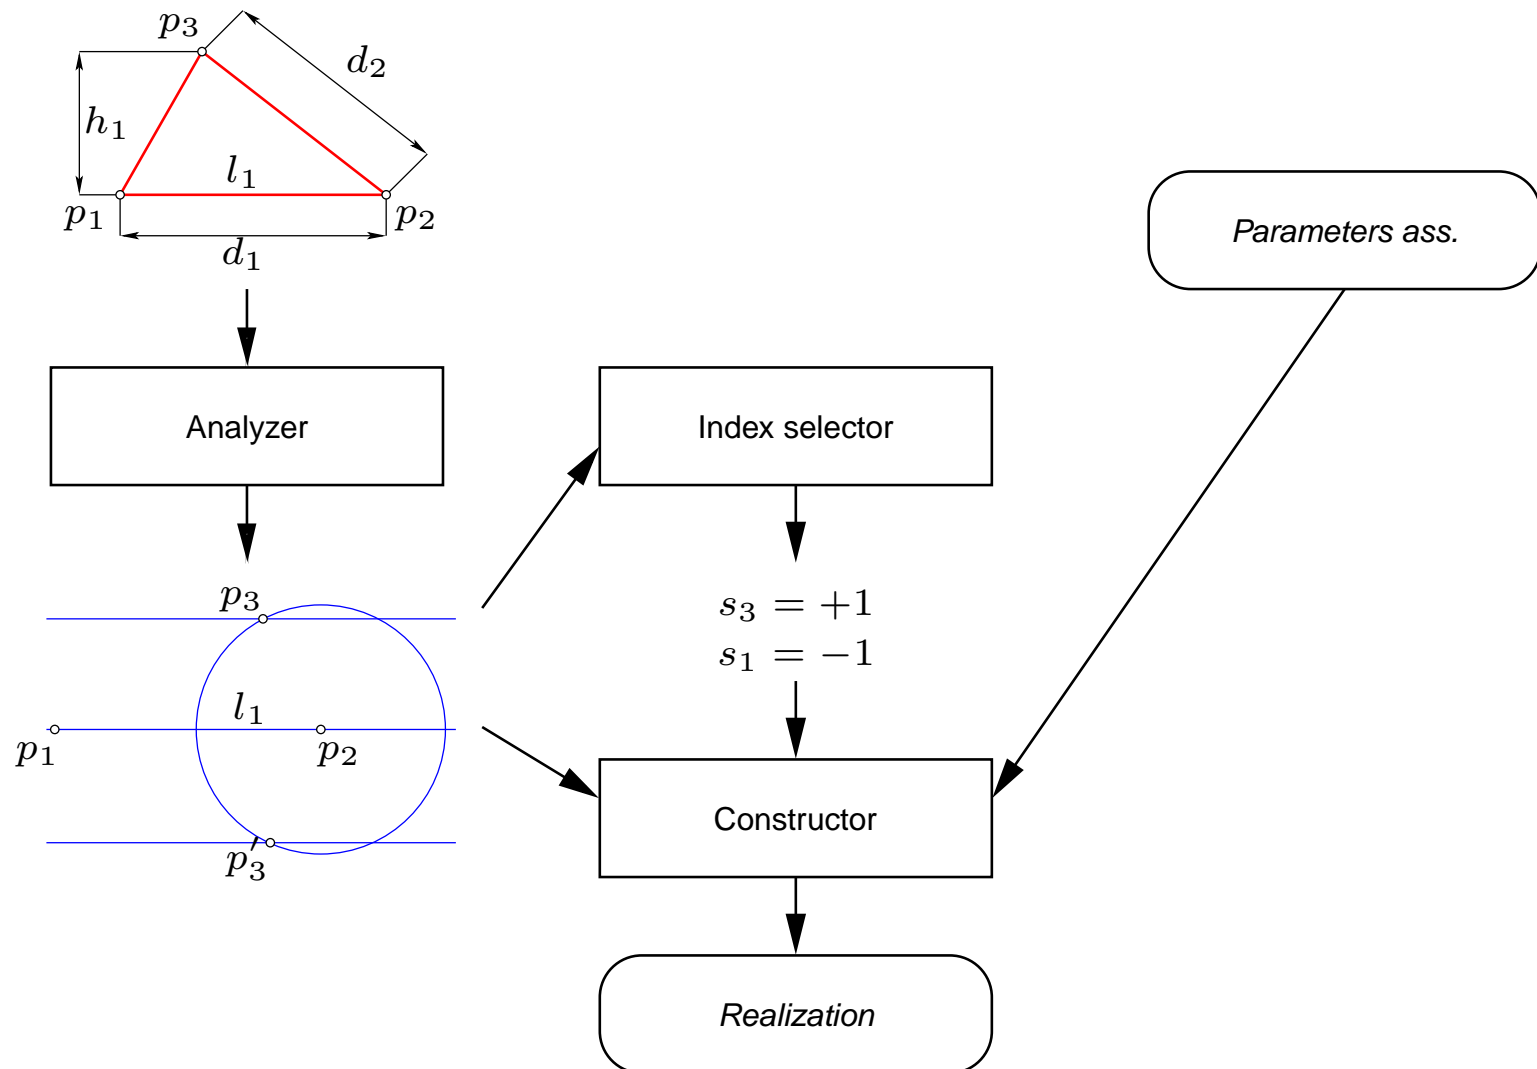 p₃
d₂
h₁
l₁
p₁
p₂
d₁
Parameters ass.
Analyzer
Index selector
p₃
s₃ = +1
s₁ = −1
l₁
p₁
p₂
Constructor
p₃′
Realization